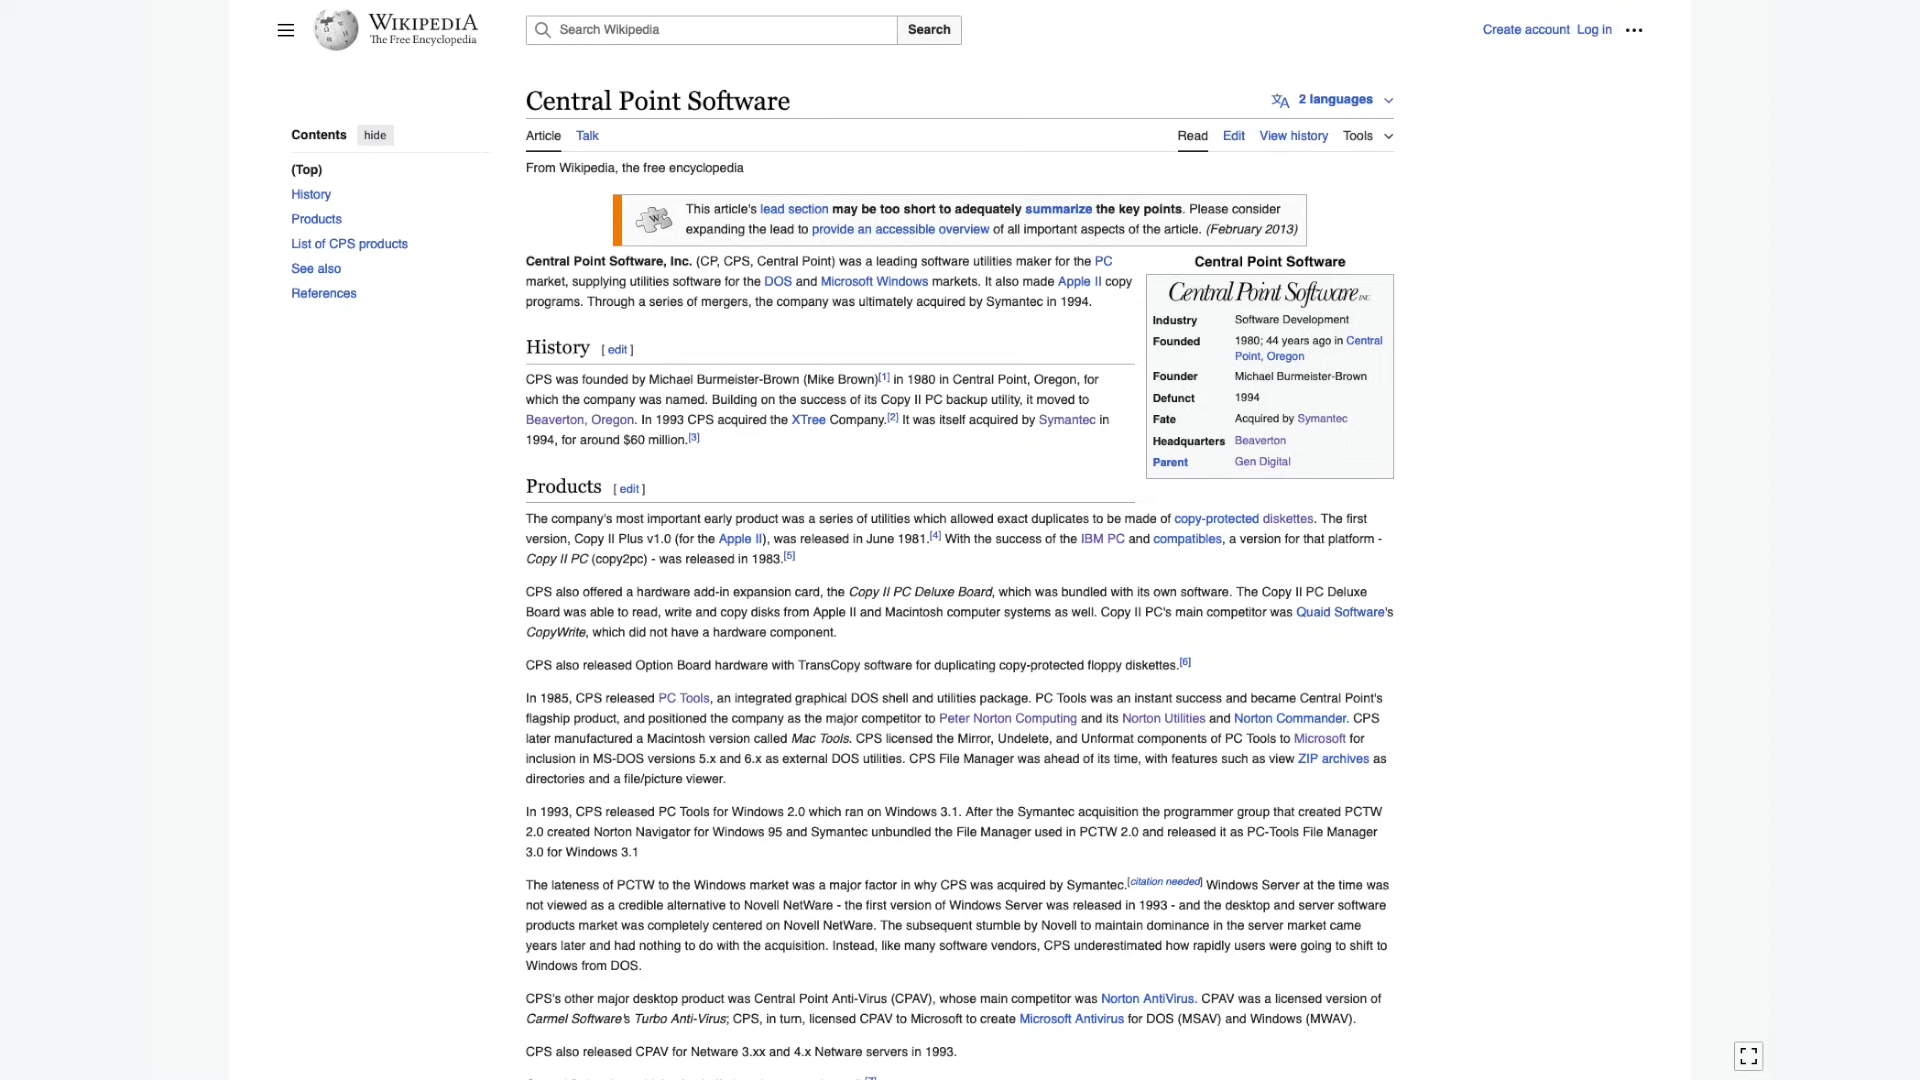 WIKIPEDIA
The Free Encyclopedia
Search Wikipedia
Search
Create account Log in
Central Point Software
2 languages
Contents hide
(Top)
History
Products
List of CPS products
See also
References
Article Talk
Read Edit View history Tools
From Wikipedia, the free encyclopedia
This article's lead section may be too short to adequately summarize the key points. Please consider
expanding the lead to provide an accessible overview of all important aspects of the article. (February 2013)
Central Point Software, Inc. (CP, CPS, Central Point) was a leading software utilities maker for the PC
market, supplying utilities software for the DOS and Microsoft Windows markets. It also made Apple II copy
programs. Through a series of mergers, the company was ultimately acquired by Symantec in 1994.
Central Point Software
Central Point Software INC
Industry Software Development
Founded 1980; 44 years ago in Central
Point, Oregon
Founder Michael Burmeister-Brown
Defunct 1994
Fate Acquired by Symantec
Headquarters Beaverton
Parent Gen Digital
History [ edit ]
CPS was founded by Michael Burmeister-Brown (Mike Brown)[1] in 1980 in Central Point, Oregon, for
which the company was named. Building on the success of its Copy II PC backup utility, it moved to
Beaverton, Oregon. In 1993 CPS acquired the XTree Company.[2] It was itself acquired by Symantec in
1994, for around $60 million.[3]
Products [ edit ]
The company's most important early product was a series of utilities which allowed exact duplicates to be made of copy-protected diskettes. The first
version, Copy II Plus v1.0 (for the Apple II), was released in June 1981.[4] With the success of the IBM PC and compatibles, a version for that platform -
Copy II PC (copy2pc) - was released in 1983.[5]
CPS also offered a hardware add-in expansion card, the Copy II PC Deluxe Board, which was bundled with its own software. The Copy II PC Deluxe
Board was able to read, write and copy disks from Apple II and Macintosh computer systems as well. Copy II PC's main competitor was Quaid Software's
CopyWrite, which did not have a hardware component.
CPS also released Option Board hardware with TransCopy software for duplicating copy-protected floppy diskettes.[6]
In 1985, CPS released PC Tools, an integrated graphical DOS shell and utilities package. PC Tools was an instant success and became Central Point's
flagship product, and positioned the company as the major competitor to Peter Norton Computing and its Norton Utilities and Norton Commander. CPS
later manufactured a Macintosh version called Mac Tools. CPS licensed the Mirror, Undelete, and Unformat components of PC Tools to Microsoft for
inclusion in MS-DOS versions 5.x and 6.x as external DOS utilities. CPS File Manager was ahead of its time, with features such as view ZIP archives as
directories and a file/picture viewer.
In 1993, CPS released PC Tools for Windows 2.0 which ran on Windows 3.1. After the Symantec acquisition the programmer group that created PCTW
2.0 created Norton Navigator for Windows 95 and Symantec unbundled the File Manager used in PCTW 2.0 and released it as PC-Tools File Manager
3.0 for Windows 3.1
The lateness of PCTW to the Windows market was a major factor in why CPS was acquired by Symantec.[citation needed] Windows Server at the time was
not viewed as a credible alternative to Novell NetWare - the first version of Windows Server was released in 1993 - and the desktop and server software
products market was completely centered on Novell NetWare. The subsequent stumble by Novell to maintain dominance in the server market came
years later and had nothing to do with the acquisition. Instead, like many software vendors, CPS underestimated how rapidly users were going to shift to
Windows from DOS.
CPS's other major desktop product was Central Point Anti-Virus (CPAV), whose main competitor was Norton AntiVirus. CPAV was a licensed version of
Carmel Software's Turbo Anti-Virus; CPS, in turn, licensed CPAV to Microsoft to create Microsoft Antivirus for DOS (MSAV) and Windows (MWAV).
CPS also released CPAV for Netware 3.xx and 4.x Netware servers in 1993.